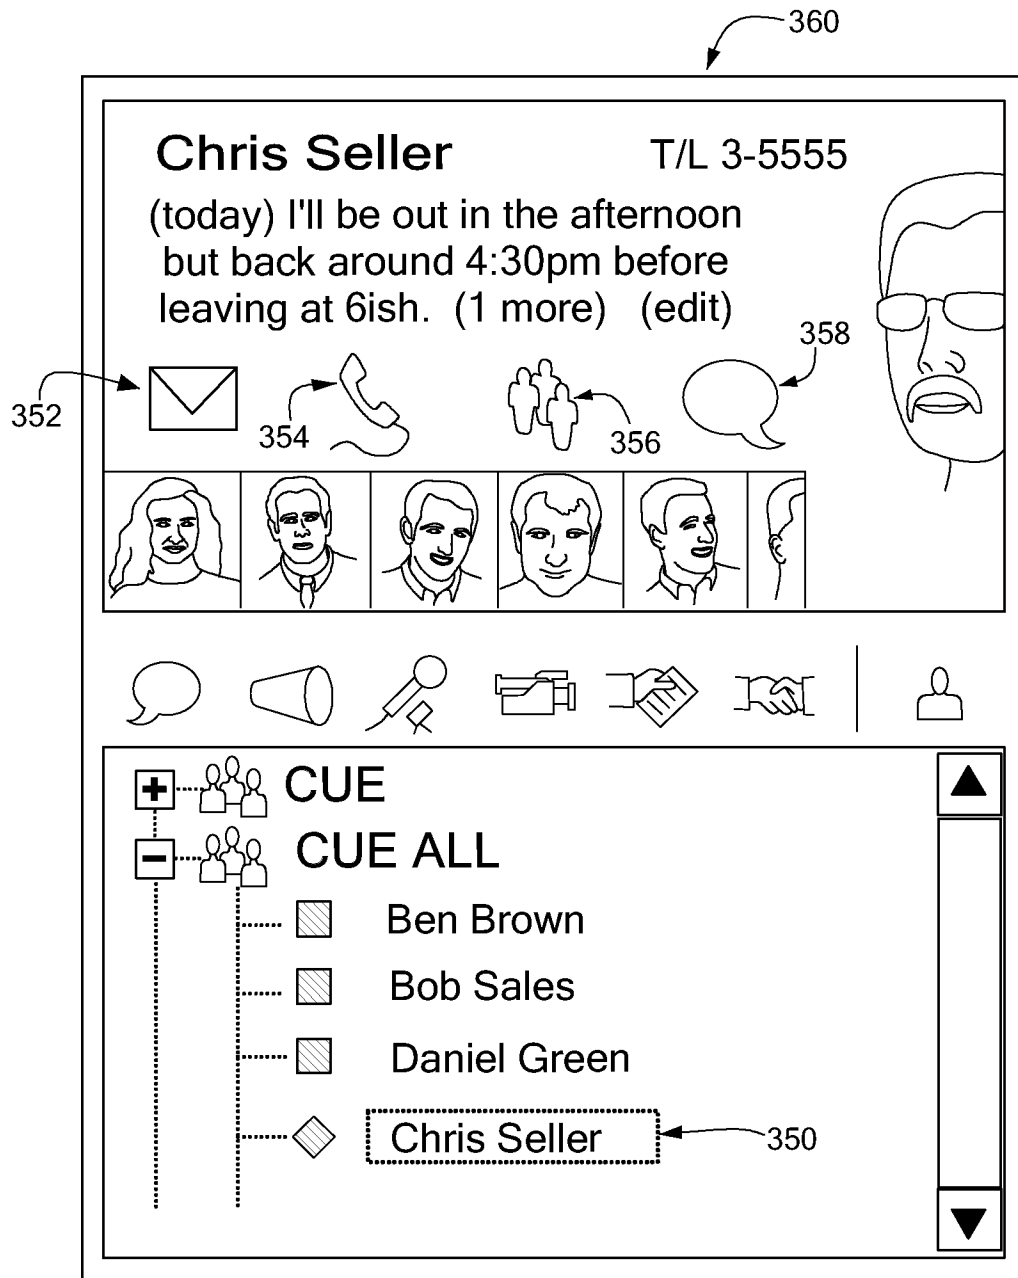 360
Chris Seller
T/L 3-5555
(today) I'll be out in the afternoon
but back around 4:30pm before
leaving at 6ish. (1 more) (edit)
358
352
354
356
CUE
CUE ALL
Ben Brown
Bob Sales
Daniel Green
Chris Seller
350